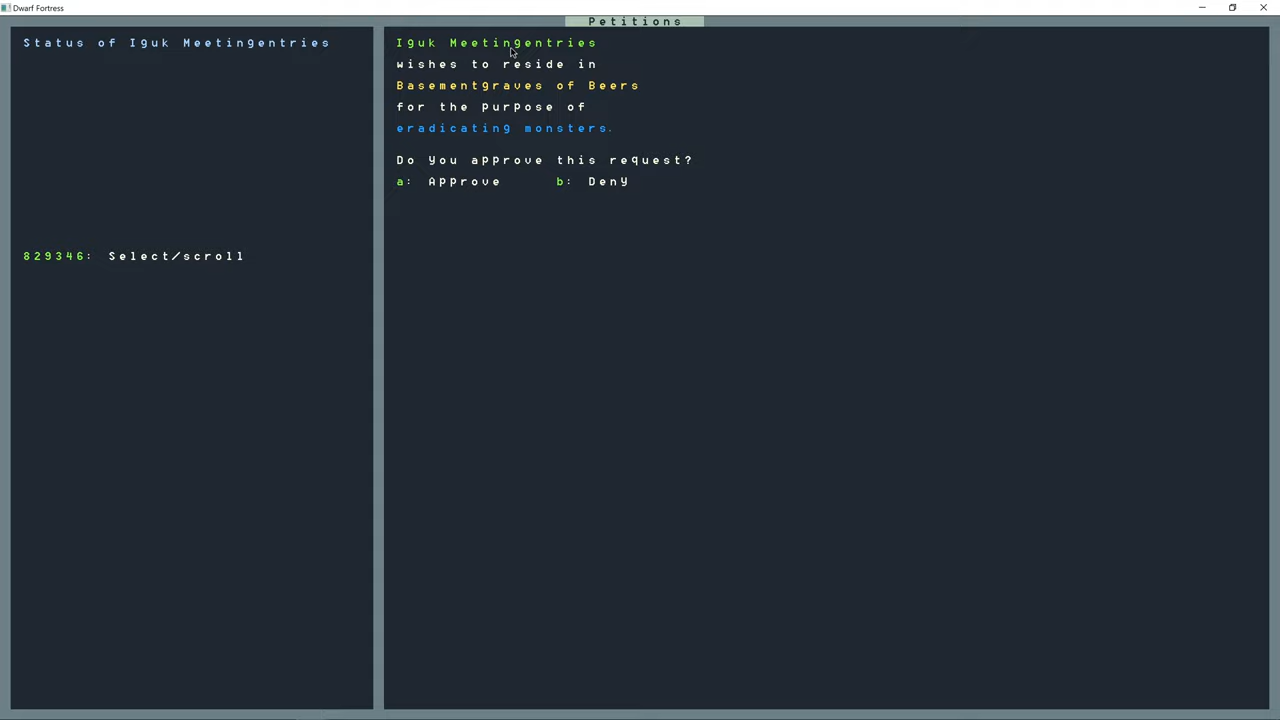 Dwarf Fortress
Petitions
Status of Iguk Meetingentries
829346: Select/scroll
Iguk Meetingentries
wishes to reside in
Basementgraves of Beers
for the purpose of
eradicating monsters.
Do you approve this request?
a: Approve b: Deny